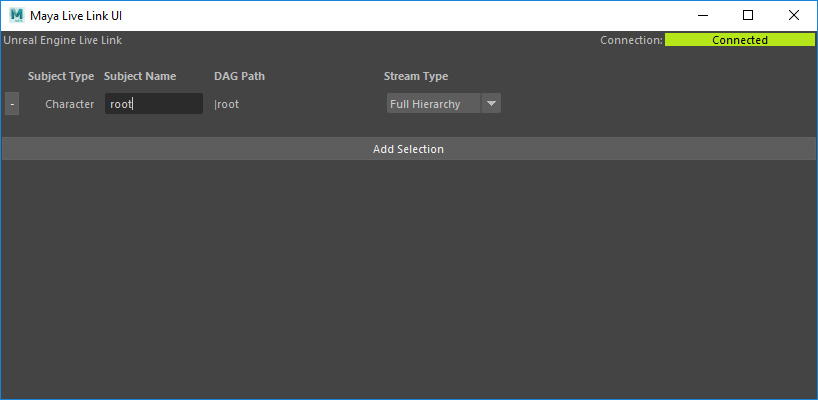 Maya Live Link UI
Unreal Engine Live Link Connection: Connected
Subject Type Subject Name DAG Path Stream Type
- Character root |root Full Hierarchy
Add Selection